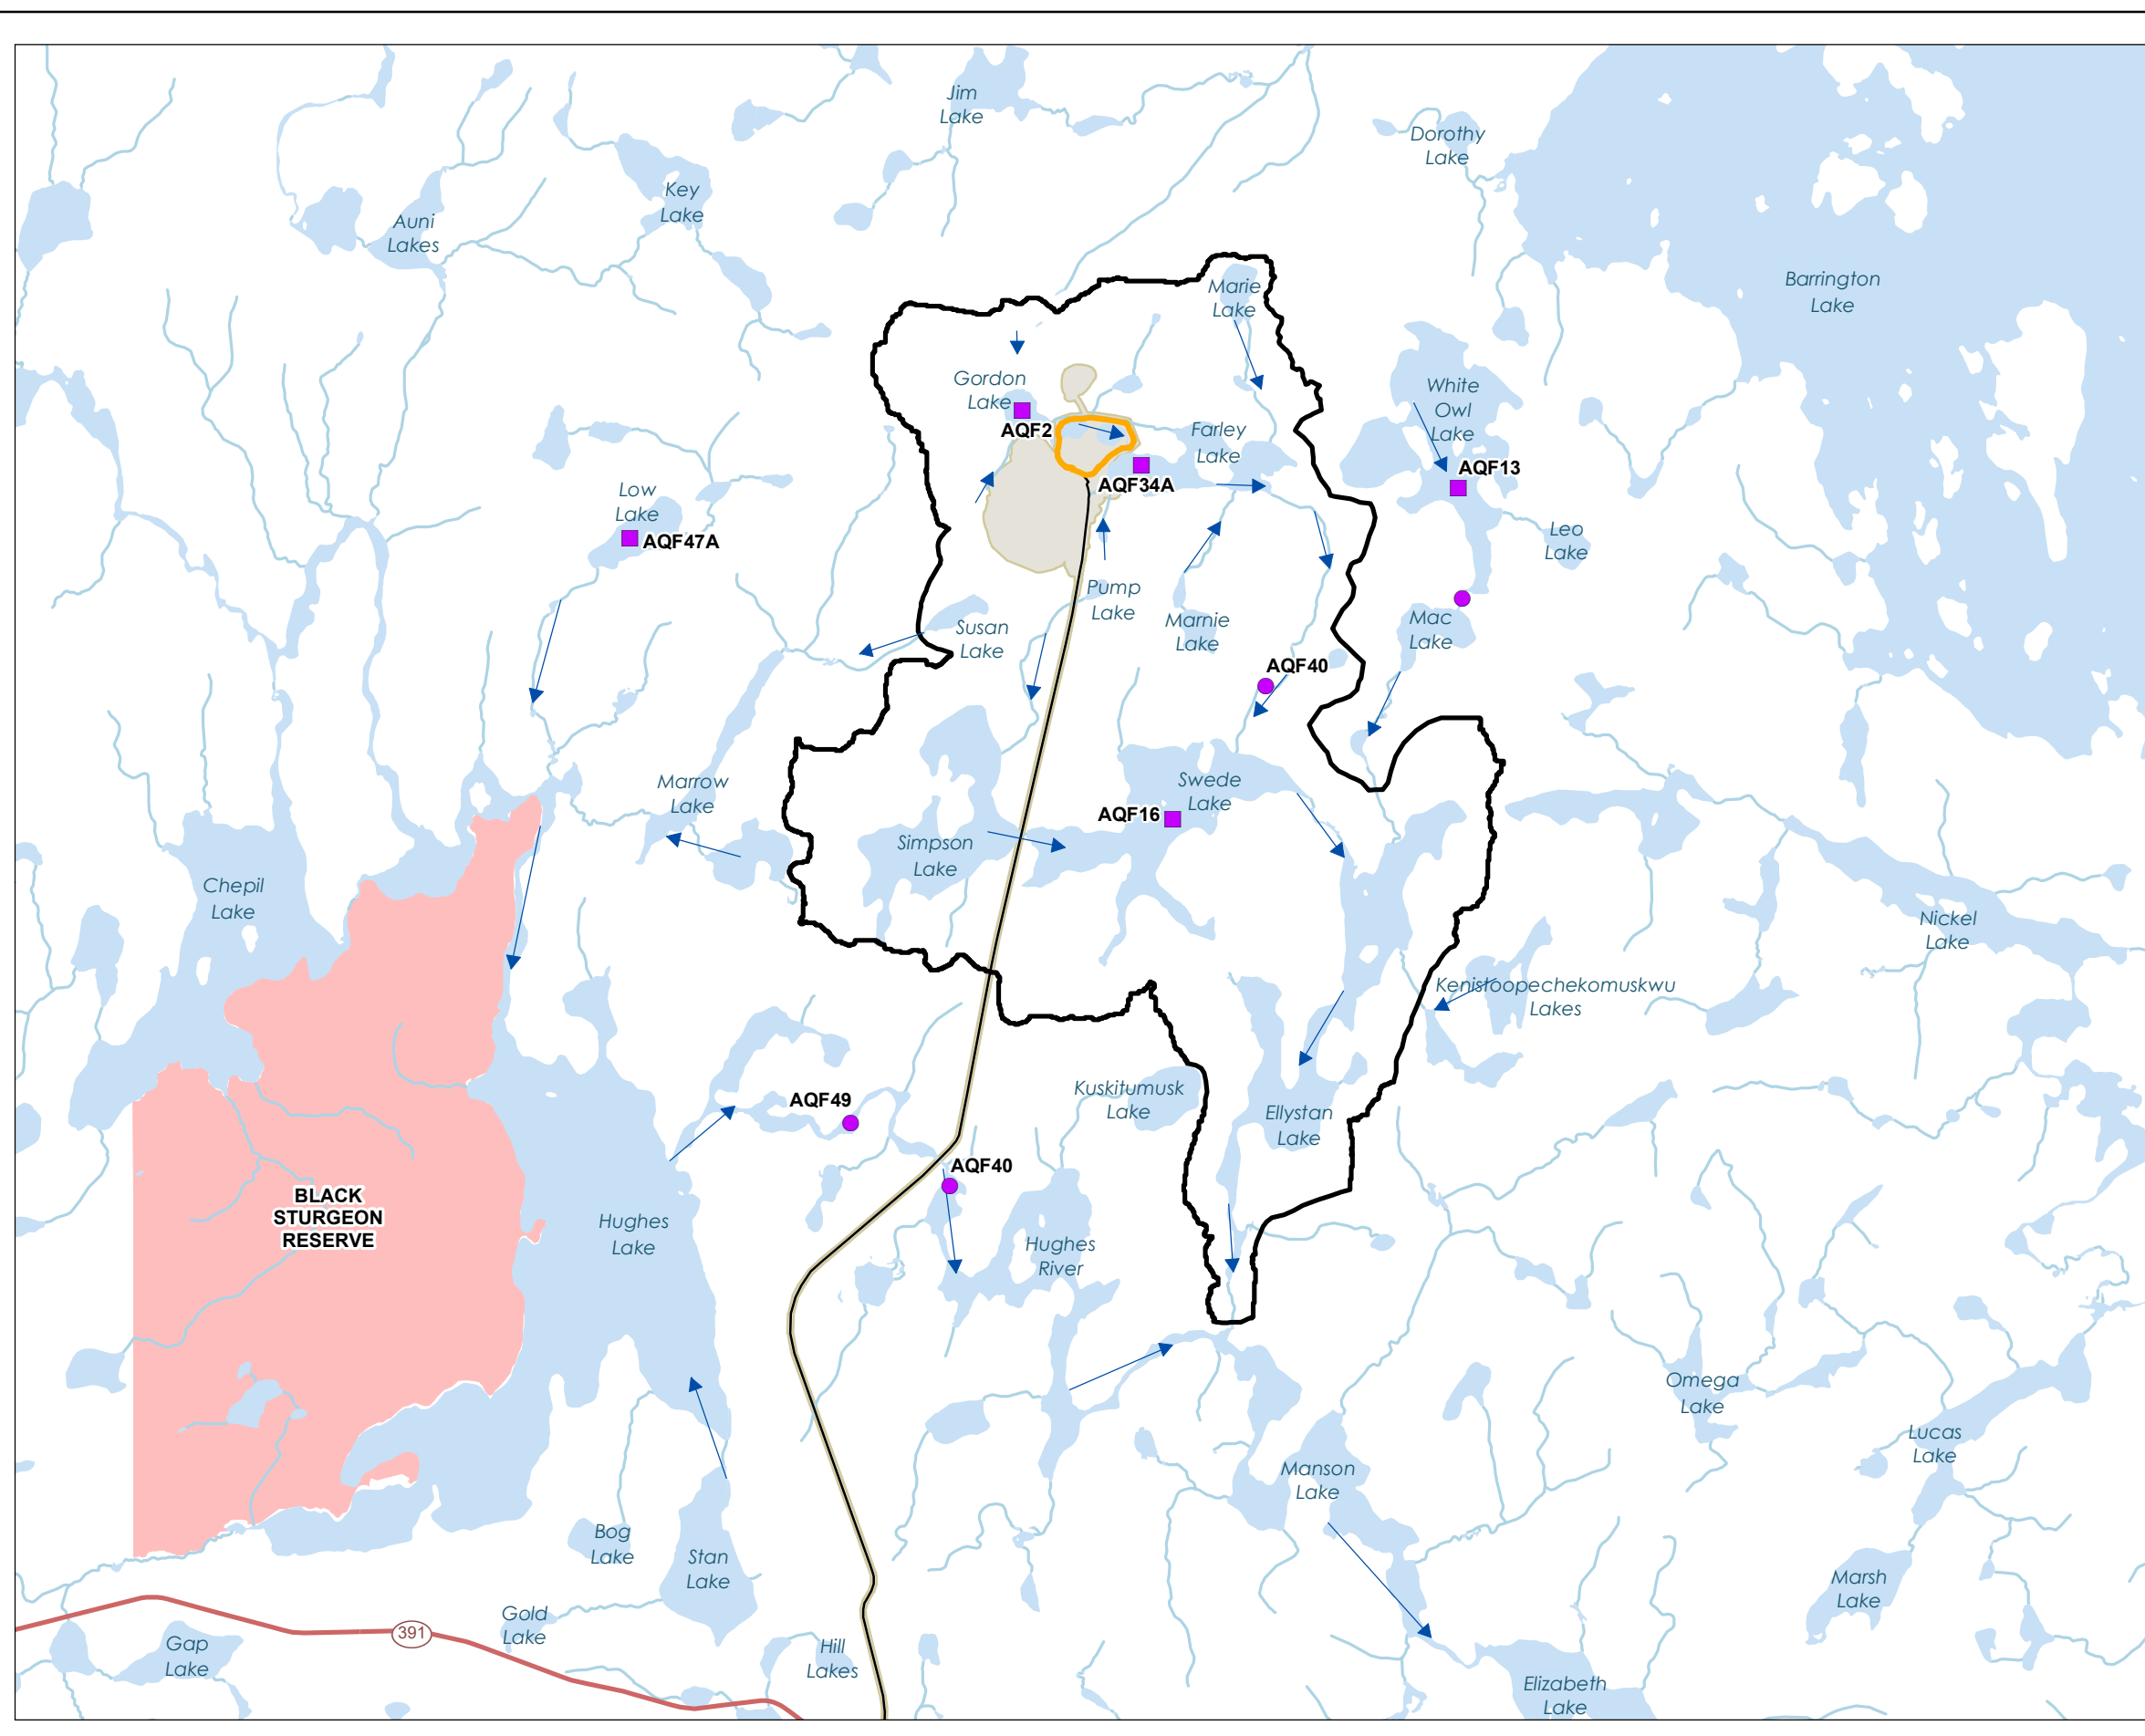 Jim
Lake
Dorothy
Lake
Key
Lake
Auni
Lakes
Marie
Lake
Barrington
Lake
Gordon
Lake
White
Owl
Lake
AQF2
Farley
Lake
AQF13
AQF34A
Low
Lake
AQF47A
Leo
Lake
Pump
Lake
Susan
Lake
Marnie
Lake
Mac
Lake
AQF40
Marrow
Lake
Swede
Lake
AQF16
Simpson
Lake
Chepil
Lake
Nickel
Lake
Kenistoopechekomuskwu
Lakes
AQF49
Kuskitumusk
Lake
Ellystan
Lake
AQF40
BLACK
STURGEON
RESERVE
Hughes
Lake
Hughes
River
Omega
Lake
Lucas
Lake
Manson
Lake
Bog
Lake
Stan
Lake
Marsh
Lake
Gold
Lake
391
Gap
Lake
Hill
Lakes
Elizabeth
Lake